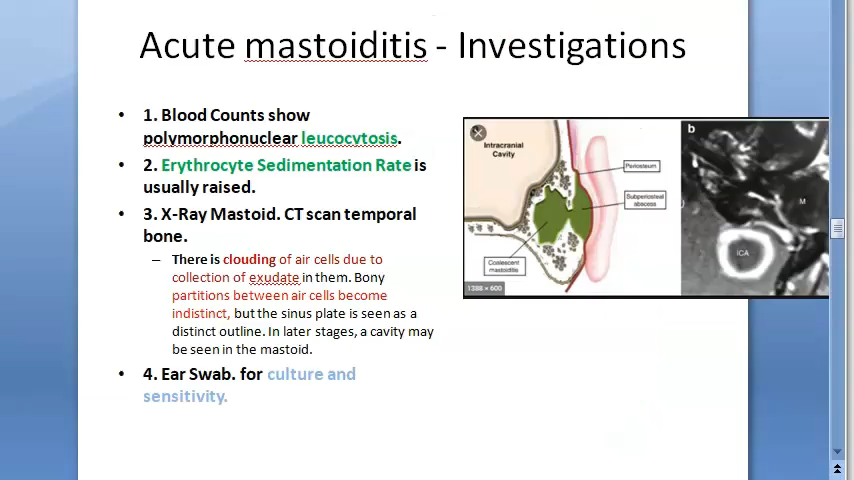 Acute mastoiditis - Investigations
• 1. Blood Counts show
polymorphonuclear leucocytosis.
• 2. Erythrocyte Sedimentation Rate is
usually raised.
• 3. X-Ray Mastoid. CT scan temporal
bone.
– There is clouding of air cells due to
collection of exudate in them. Bony
partitions between air cells become
indistinct, but the sinus plate is seen as a
distinct outline. In later stages, a cavity may
be seen in the mastoid.
• 4. Ear Swab. for culture and
sensitivity.
Intracranial
Cavity
Periosteum
Subperiosteal
abscess
Coalescent
mastoiditis
1388 × 600
b
M
ICA